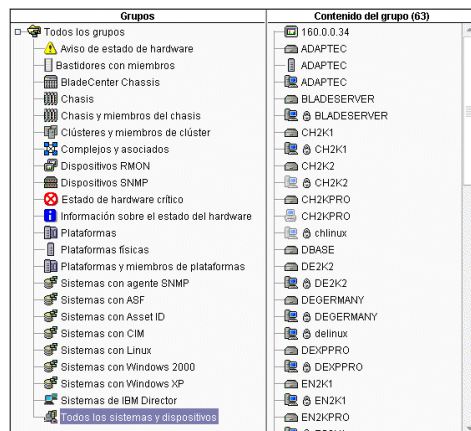 Grupos
Todos los grupos
Aviso de estado de hardware
Bastidores con miembros
BladeCenter Chassis
Chasis
Chasis y miembros del chasis
Clústeres y miembros de clúster
Complejos y asociados
Dispositivos RMON
Dispositivos SNMP
Estado de hardware crítico
Información sobre el estado del hardware
Plataformas
Plataformas físicas
Plataformas y miembros de plataformas
Sistemas con agente SNMP
Sistemas con ASF
Sistemas con Asset ID
Sistemas con CIM
Sistemas con Linux
Sistemas con Windows 2000
Sistemas con Windows XP
Sistemas de IBM Director
Todos los sistemas y dispositivos
Contenido del grupo (63)
160.0.0.34
ADAPTEC
ADAPTEC
ADAPTEC
BLADESERVER
BLADESERVER
CH2K1
CH2K1
CH2K2
CH2K2
CH2KPRO
CH2KPRO
chlinux
DBASE
DE2K2
DE2K2
DEGERMANY
DEGERMANY
delinux
DEXPPRO
DEXPPRO
EN2K1
EN2K1
EN2KPRO